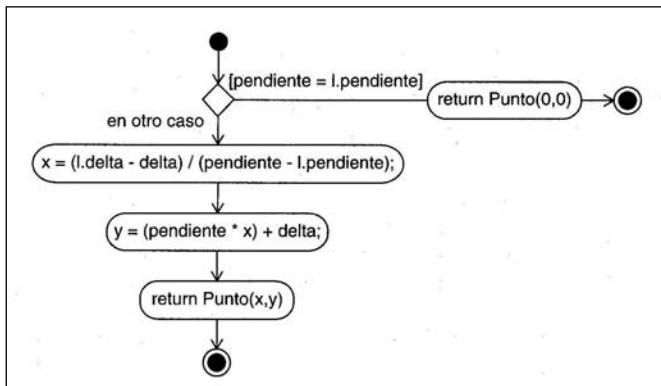 [pendiente = l.pendiente]
return Punto(0,0)
en otro caso
x = (l.delta - delta) / (pendiente - l.pendiente);
y = (pendiente * x) + delta;
return Punto(x,y)